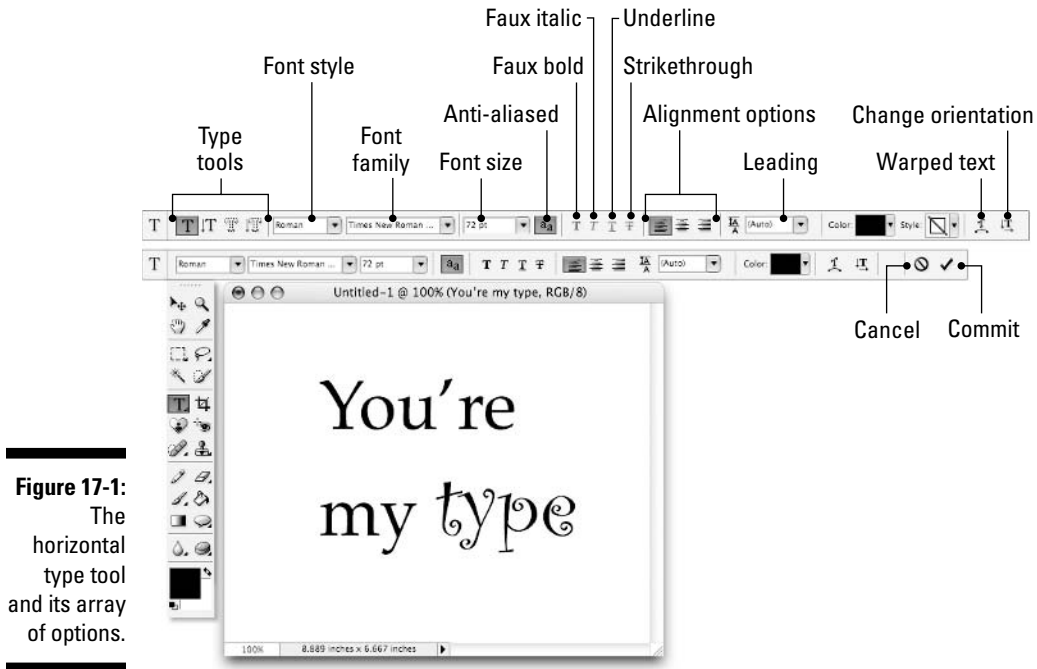 Faux italic Underline
Font style Faux bold Strikethrough
Anti-aliased Alignment options Change orientation
Type tools Font family Font size Leading Warped text
T T T T T Roman Times New Roman ... 72 pt aa T T T T (Auto) Color: Style:
T Roman Times New Roman ... 72 pt aa T T T T (Auto) Color:
Untitled-1 @ 100% (You're my type, RGB/8)
Cancel Commit
You're
my type
Figure 17-1:
The
horizontal
type tool
and its array
of options.
100% 8.889 inches x 6.667 inches